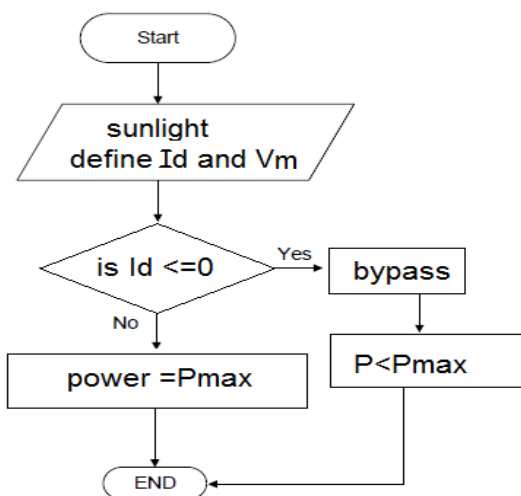 Start
sunlight
define Id and Vm
is Id <=0
Yes
bypass
No
power =Pmax
P<Pmax
END